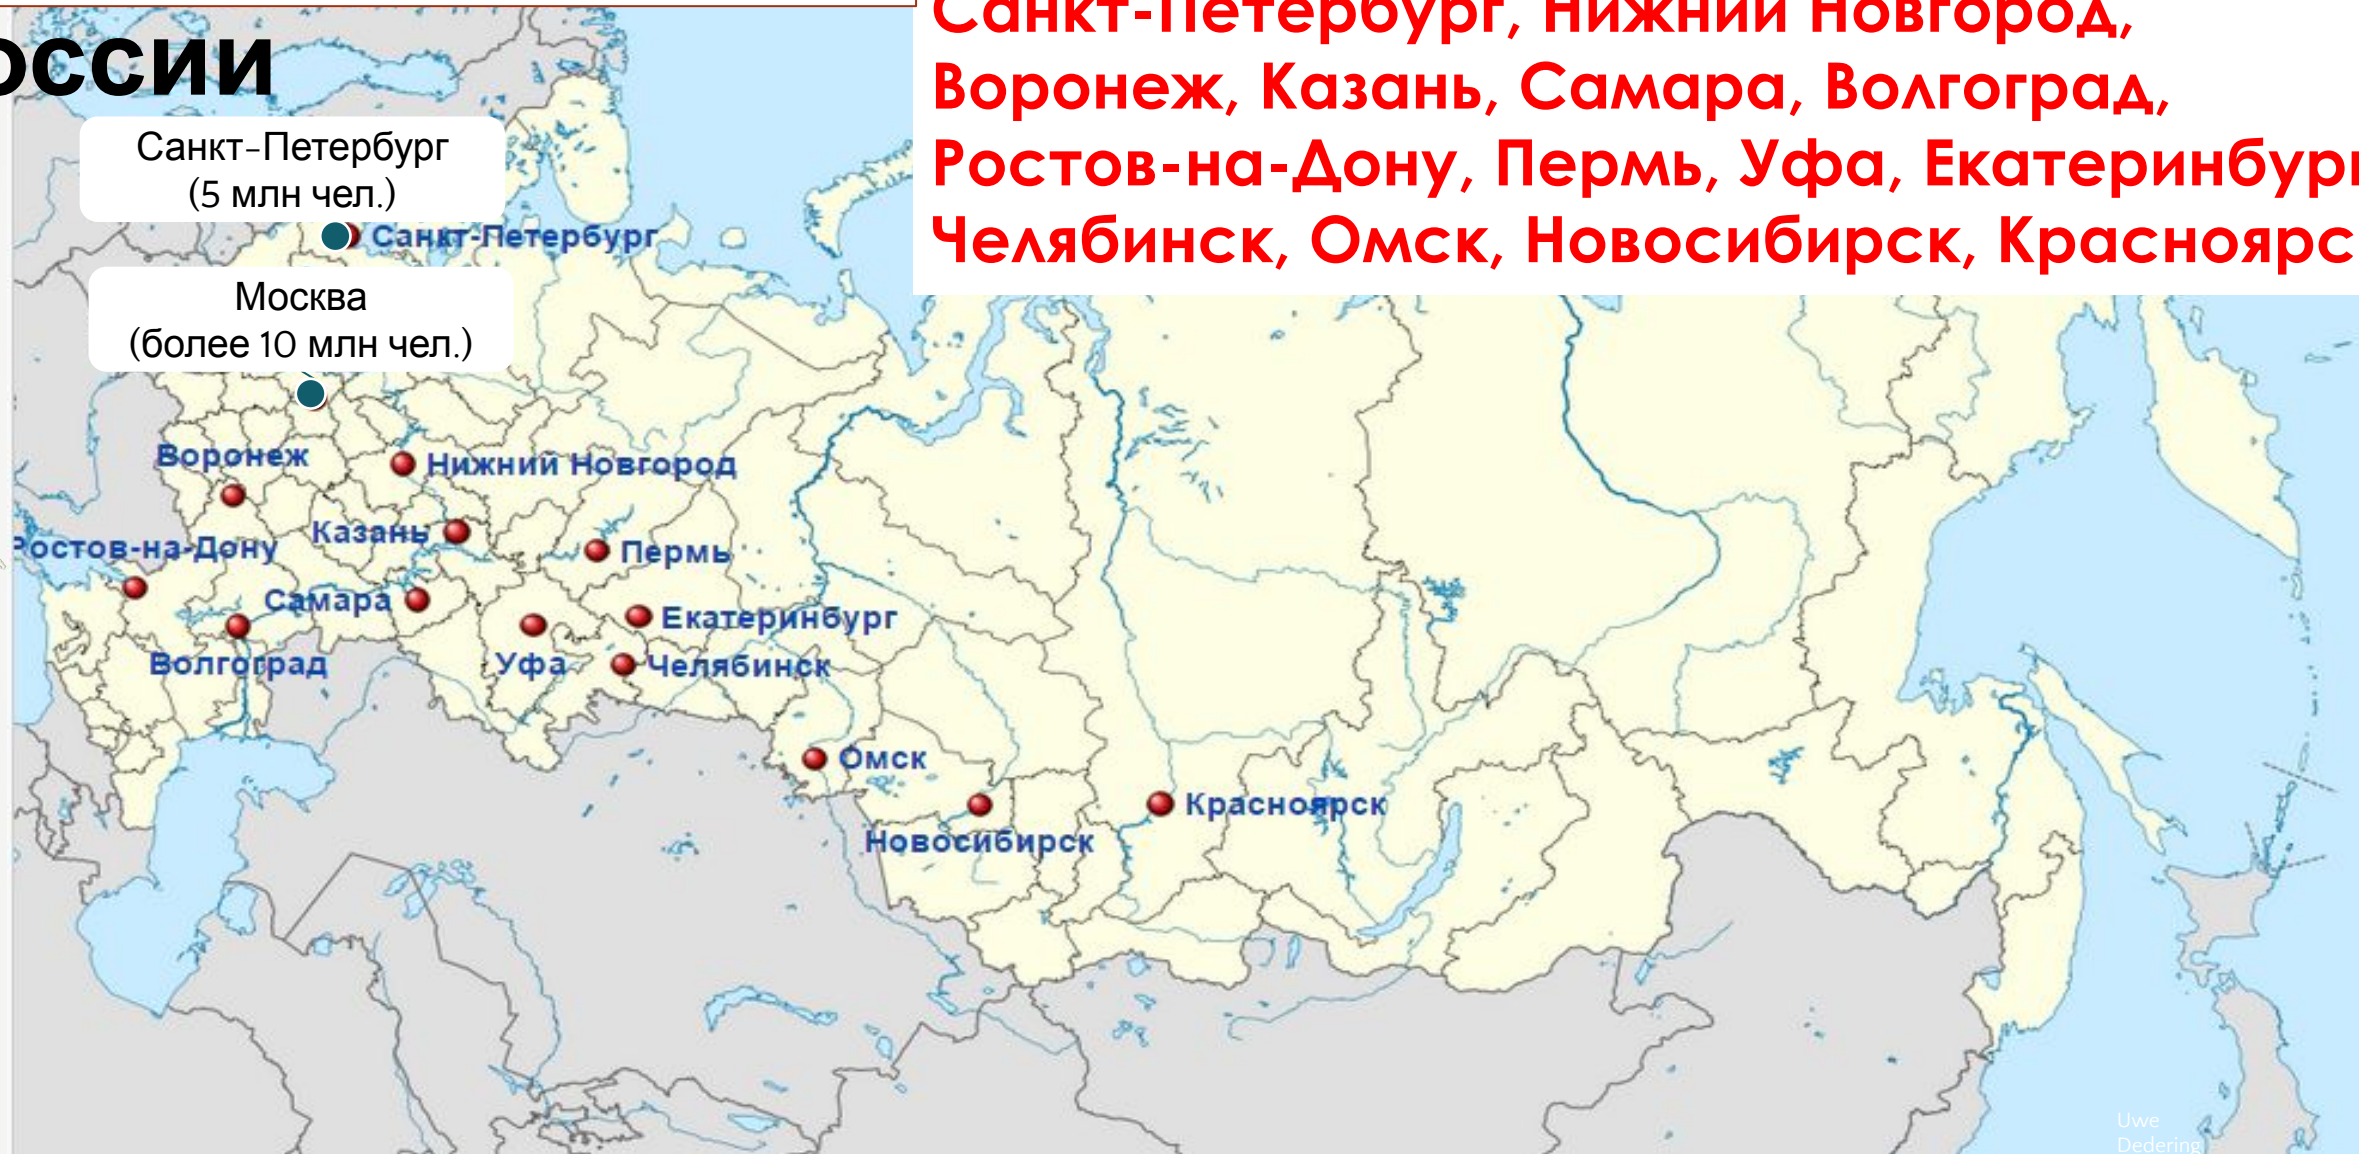 оссии
Санкт-Петербург, Нижний Новгород,
Воронеж, Казань, Самара, Волгоград,
Ростов-на-Дону, Пермь, Уфа, Екатеринбур
Челябинск, Омск, Новосибирск, Красноярс
Санкт-Петербург
(5 млн чел.)
Санкт-Петербург
Москва
(более 10 млн чел.)
Воронеж
Нижний Новгород
Казань
Ростов-на-Дону
Пермь
Самара
Екатеринбург
Волгоград
Уфа
Челябинск
Омск
Красноярск
Новосибирск
Uwe
Dedering